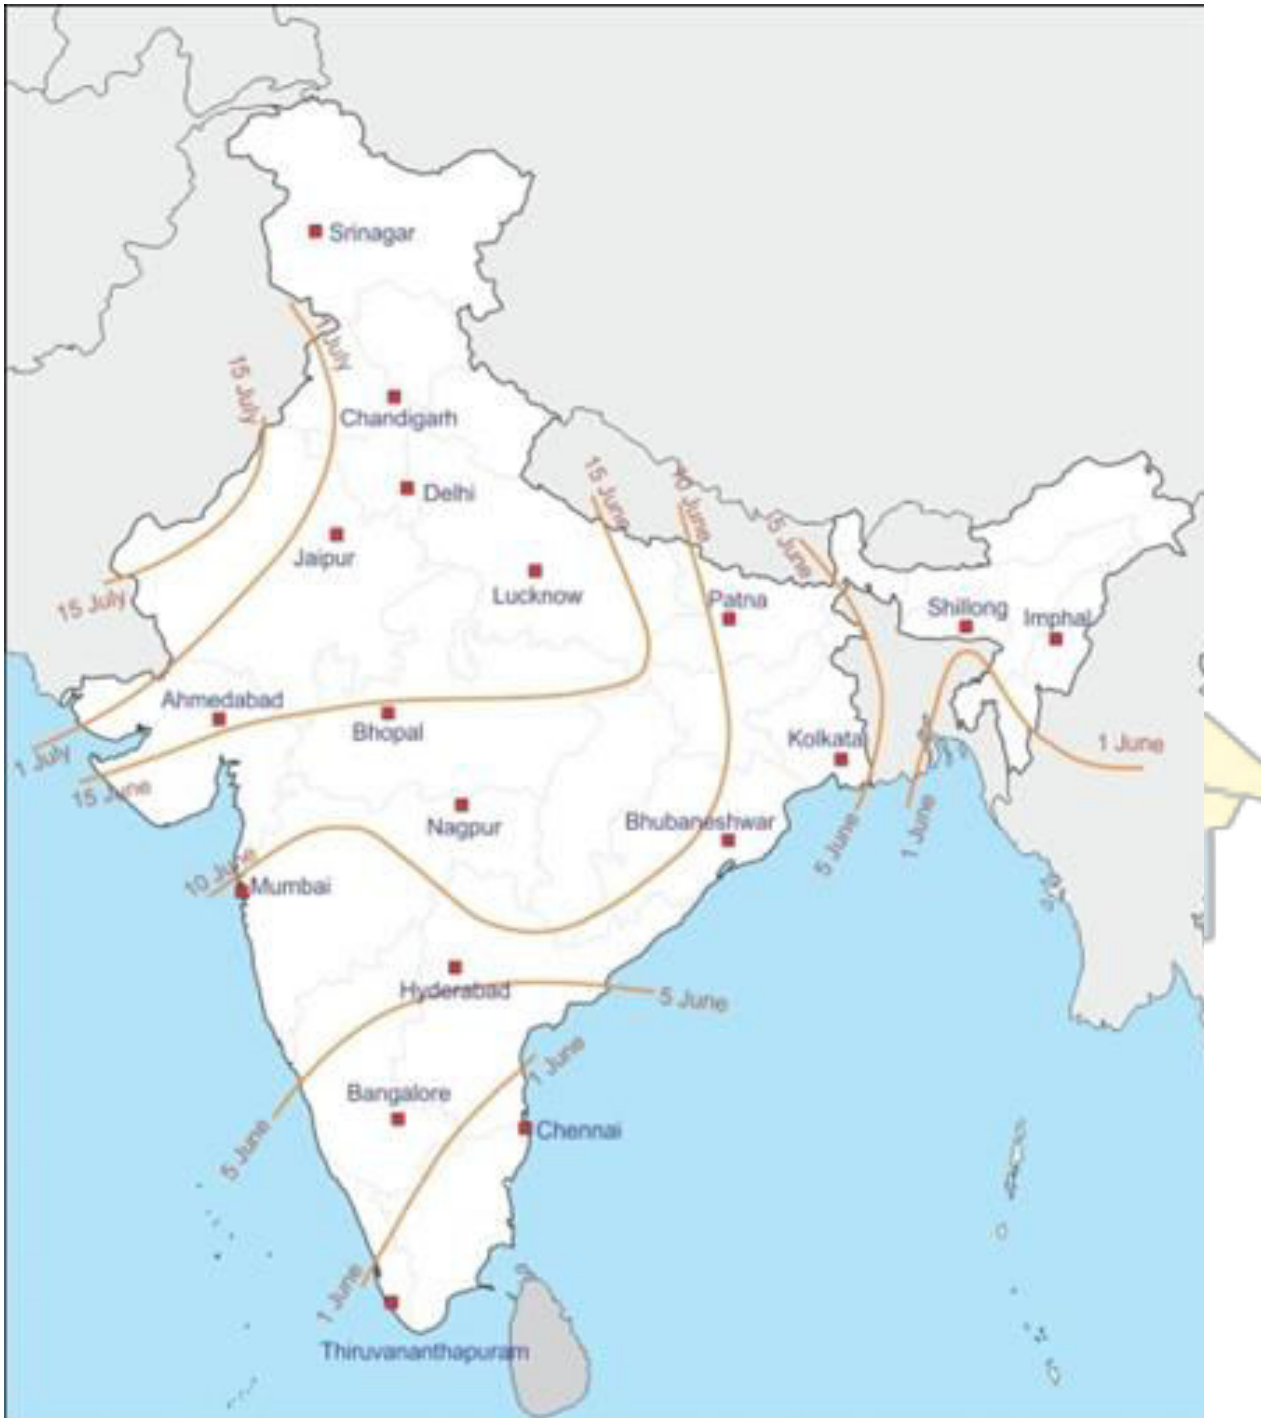 Srinagar
1 July
15 July
Chandigarh
15 June
10 June
Delhi
15 June
Jaipur
Lucknow
15 July
Patna
Shillong
Imphal
Ahmedabad
Bhopal
Kolkata
1 June
1 July
15 June
Nagpur
Bhubaneshwar
5 June
1 June
10 June
Mumbai
Hyderabad
5 June
1 June
Bangalore
5 June
Chennai
1 June
Thiruvananthapuram